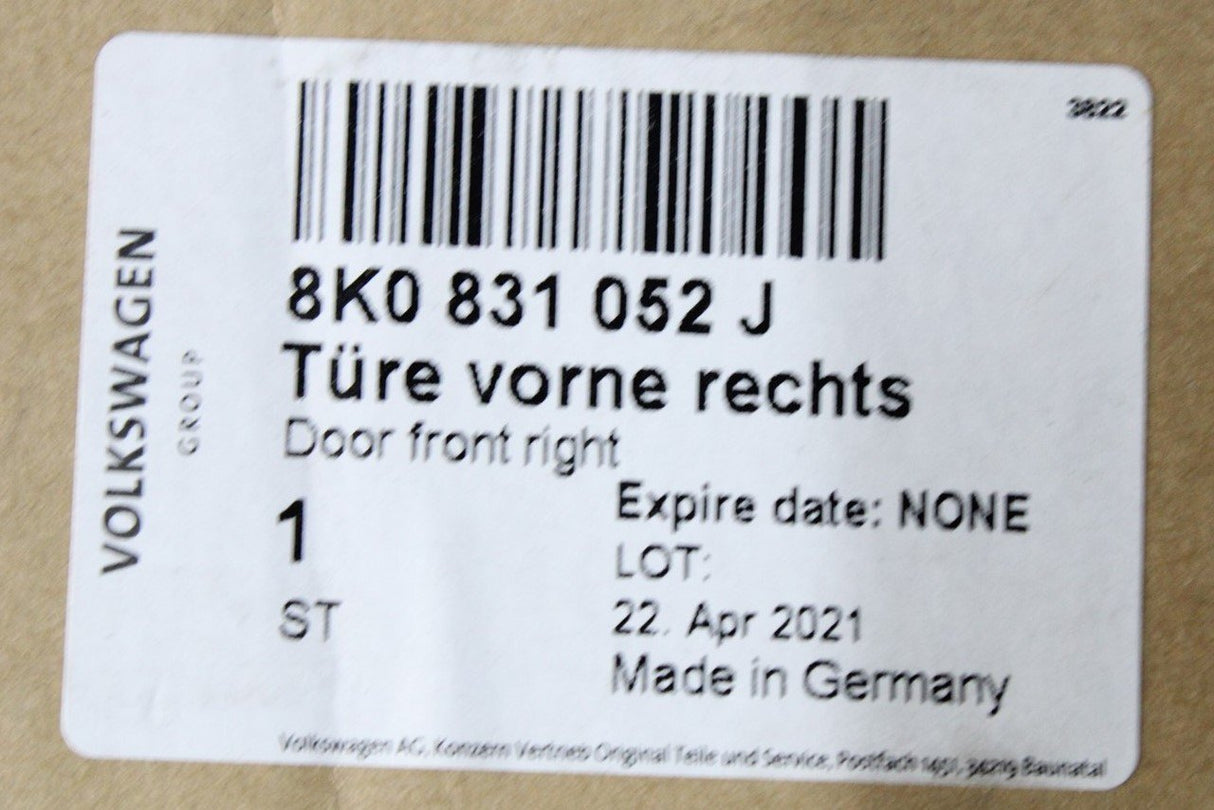 3822
VOLKSWAGEN
GROUP
8K0 831 052 J
Türe vorne rechts
Door front right
1
Expire date: NONE
LOT:
ST
22. Apr 2021
Made in Germany
Volkswagen AG, Konzern Vertrieb Original Teile und Service, Postfach 1451, 34219 Baunatal